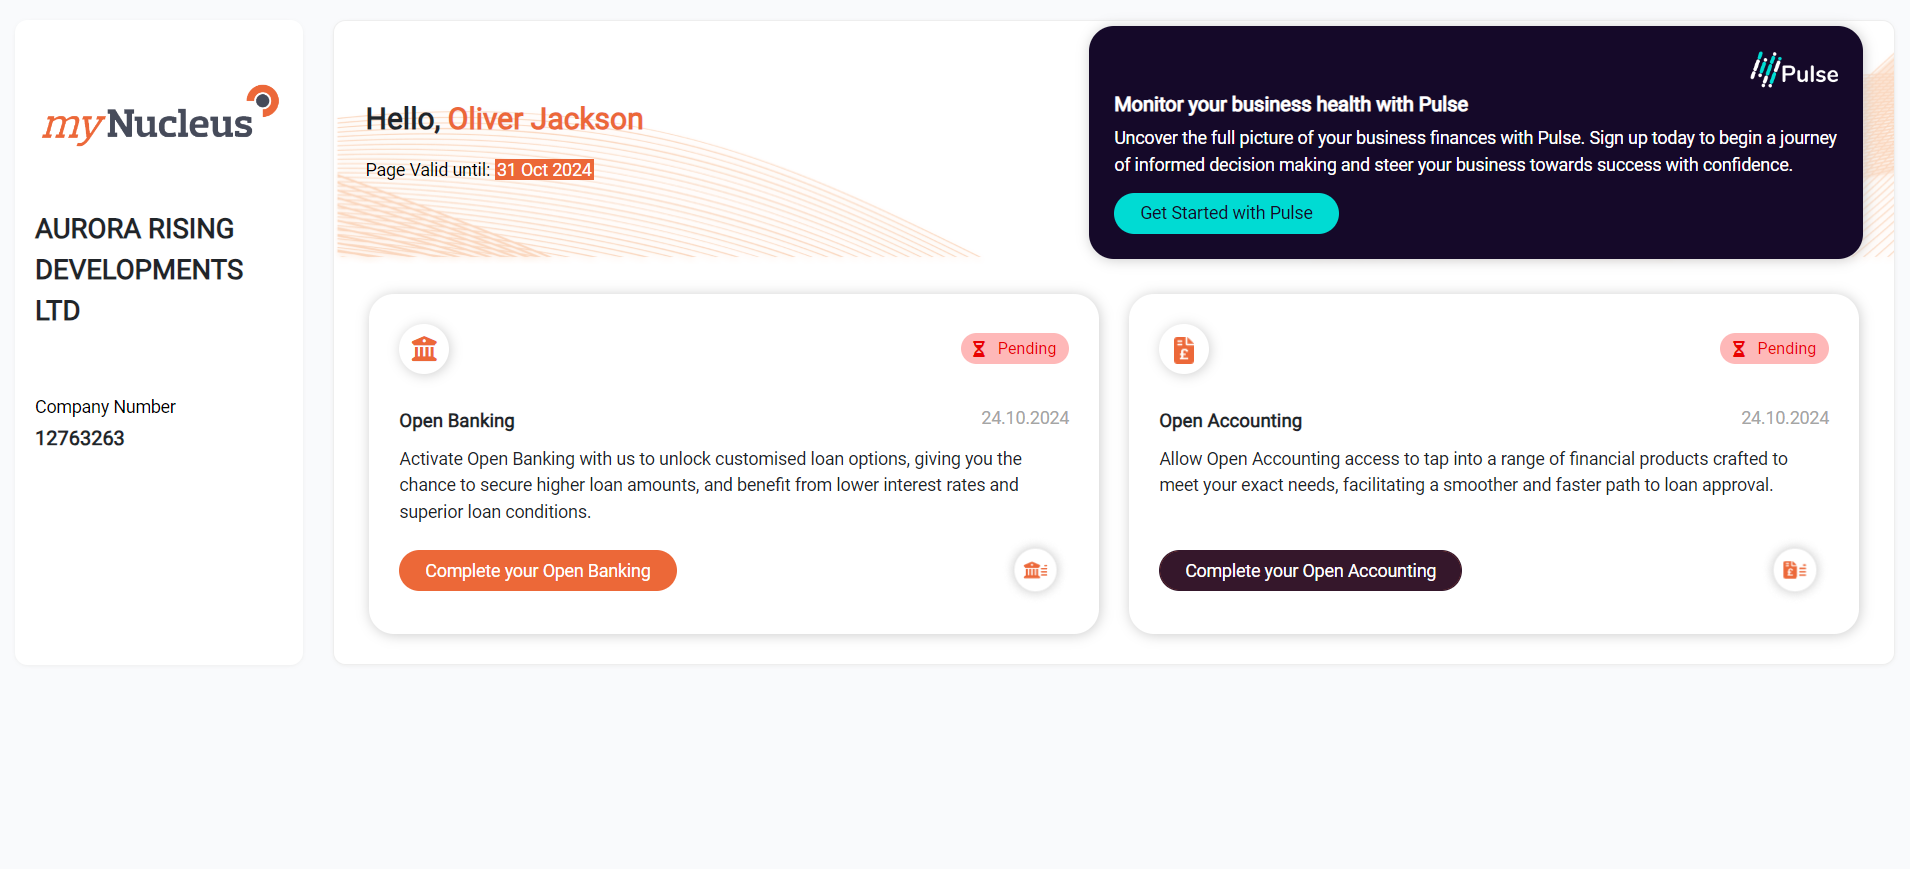 myNucleus
AURORA RISING
DEVELOPMENTS
LTD
Company Number
12763263
Hello, Oliver Jackson
Page Valid until: 31 Oct 2024
Pulse
Monitor your business health with Pulse
Uncover the full picture of your business finances with Pulse. Sign up today to begin a journey
of informed decision making and steer your business towards success with confidence.
Get Started with Pulse
Pending
Open Banking
24.10.2024
Activate Open Banking with us to unlock customised loan options, giving you the
chance to secure higher loan amounts, and benefit from lower interest rates and
superior loan conditions.
Complete your Open Banking
Pending
Open Accounting
24.10.2024
Allow Open Accounting access to tap into a range of financial products crafted to
meet your exact needs, facilitating a smoother and faster path to loan approval.
Complete your Open Accounting